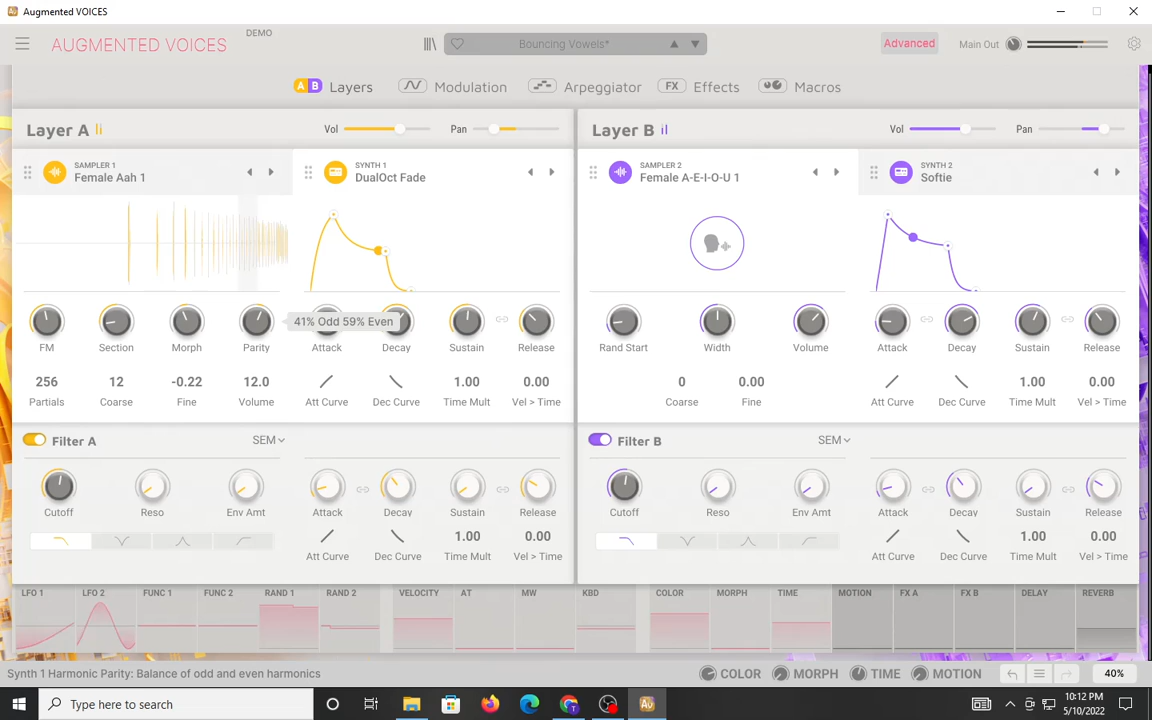 Augmented VOICES
AUGMENTED VOICES
DEMO
Bouncing Vowels*
Advanced
Main Out
A B Layers
Modulation
Arpeggiator
FX Effects
Macros
Layer A
Vol
Pan
Layer B
Vol
Pan
SAMPLER 1
Female Aah 1
SYNTH 1
DualOct Fade
SAMPLER 2
Female A-E-I-O-U 1
SYNTH 2
Softie
41% Odd 59% Even
FM Section Morph Parity Attack Decay Sustain Release
Rand Start Width Volume Attack Decay Sustain Release
256 12 -0.22 12.0 1.00 0.00
0 0.00 1.00 0.00
Partials Coarse Fine Volume Att Curve Dec Curve Time Mult Vel > Time
Coarse Fine Att Curve Dec Curve Time Mult Vel > Time
Filter A
SEM
Filter B
SEM
Cutoff Reso Env Amt Attack Decay Sustain Release
Cutoff Reso Env Amt Attack Decay Sustain Release
1.00 0.00
1.00 0.00
Att Curve Dec Curve Time Mult Vel > Time
Att Curve Dec Curve Time Mult Vel > Time
LFO 1 LFO 2 FUNC 1 FUNC 2 RAND 1 RAND 2 VELOCITY AT MW KBD COLOR MORPH TIME MOTION FX A FX B DELAY REVERB
Synth 1 Harmonic Parity: Balance of odd and even harmonics
COLOR MORPH TIME MOTION
40%
Type here to search
Av
10:12 PM
5/10/2022